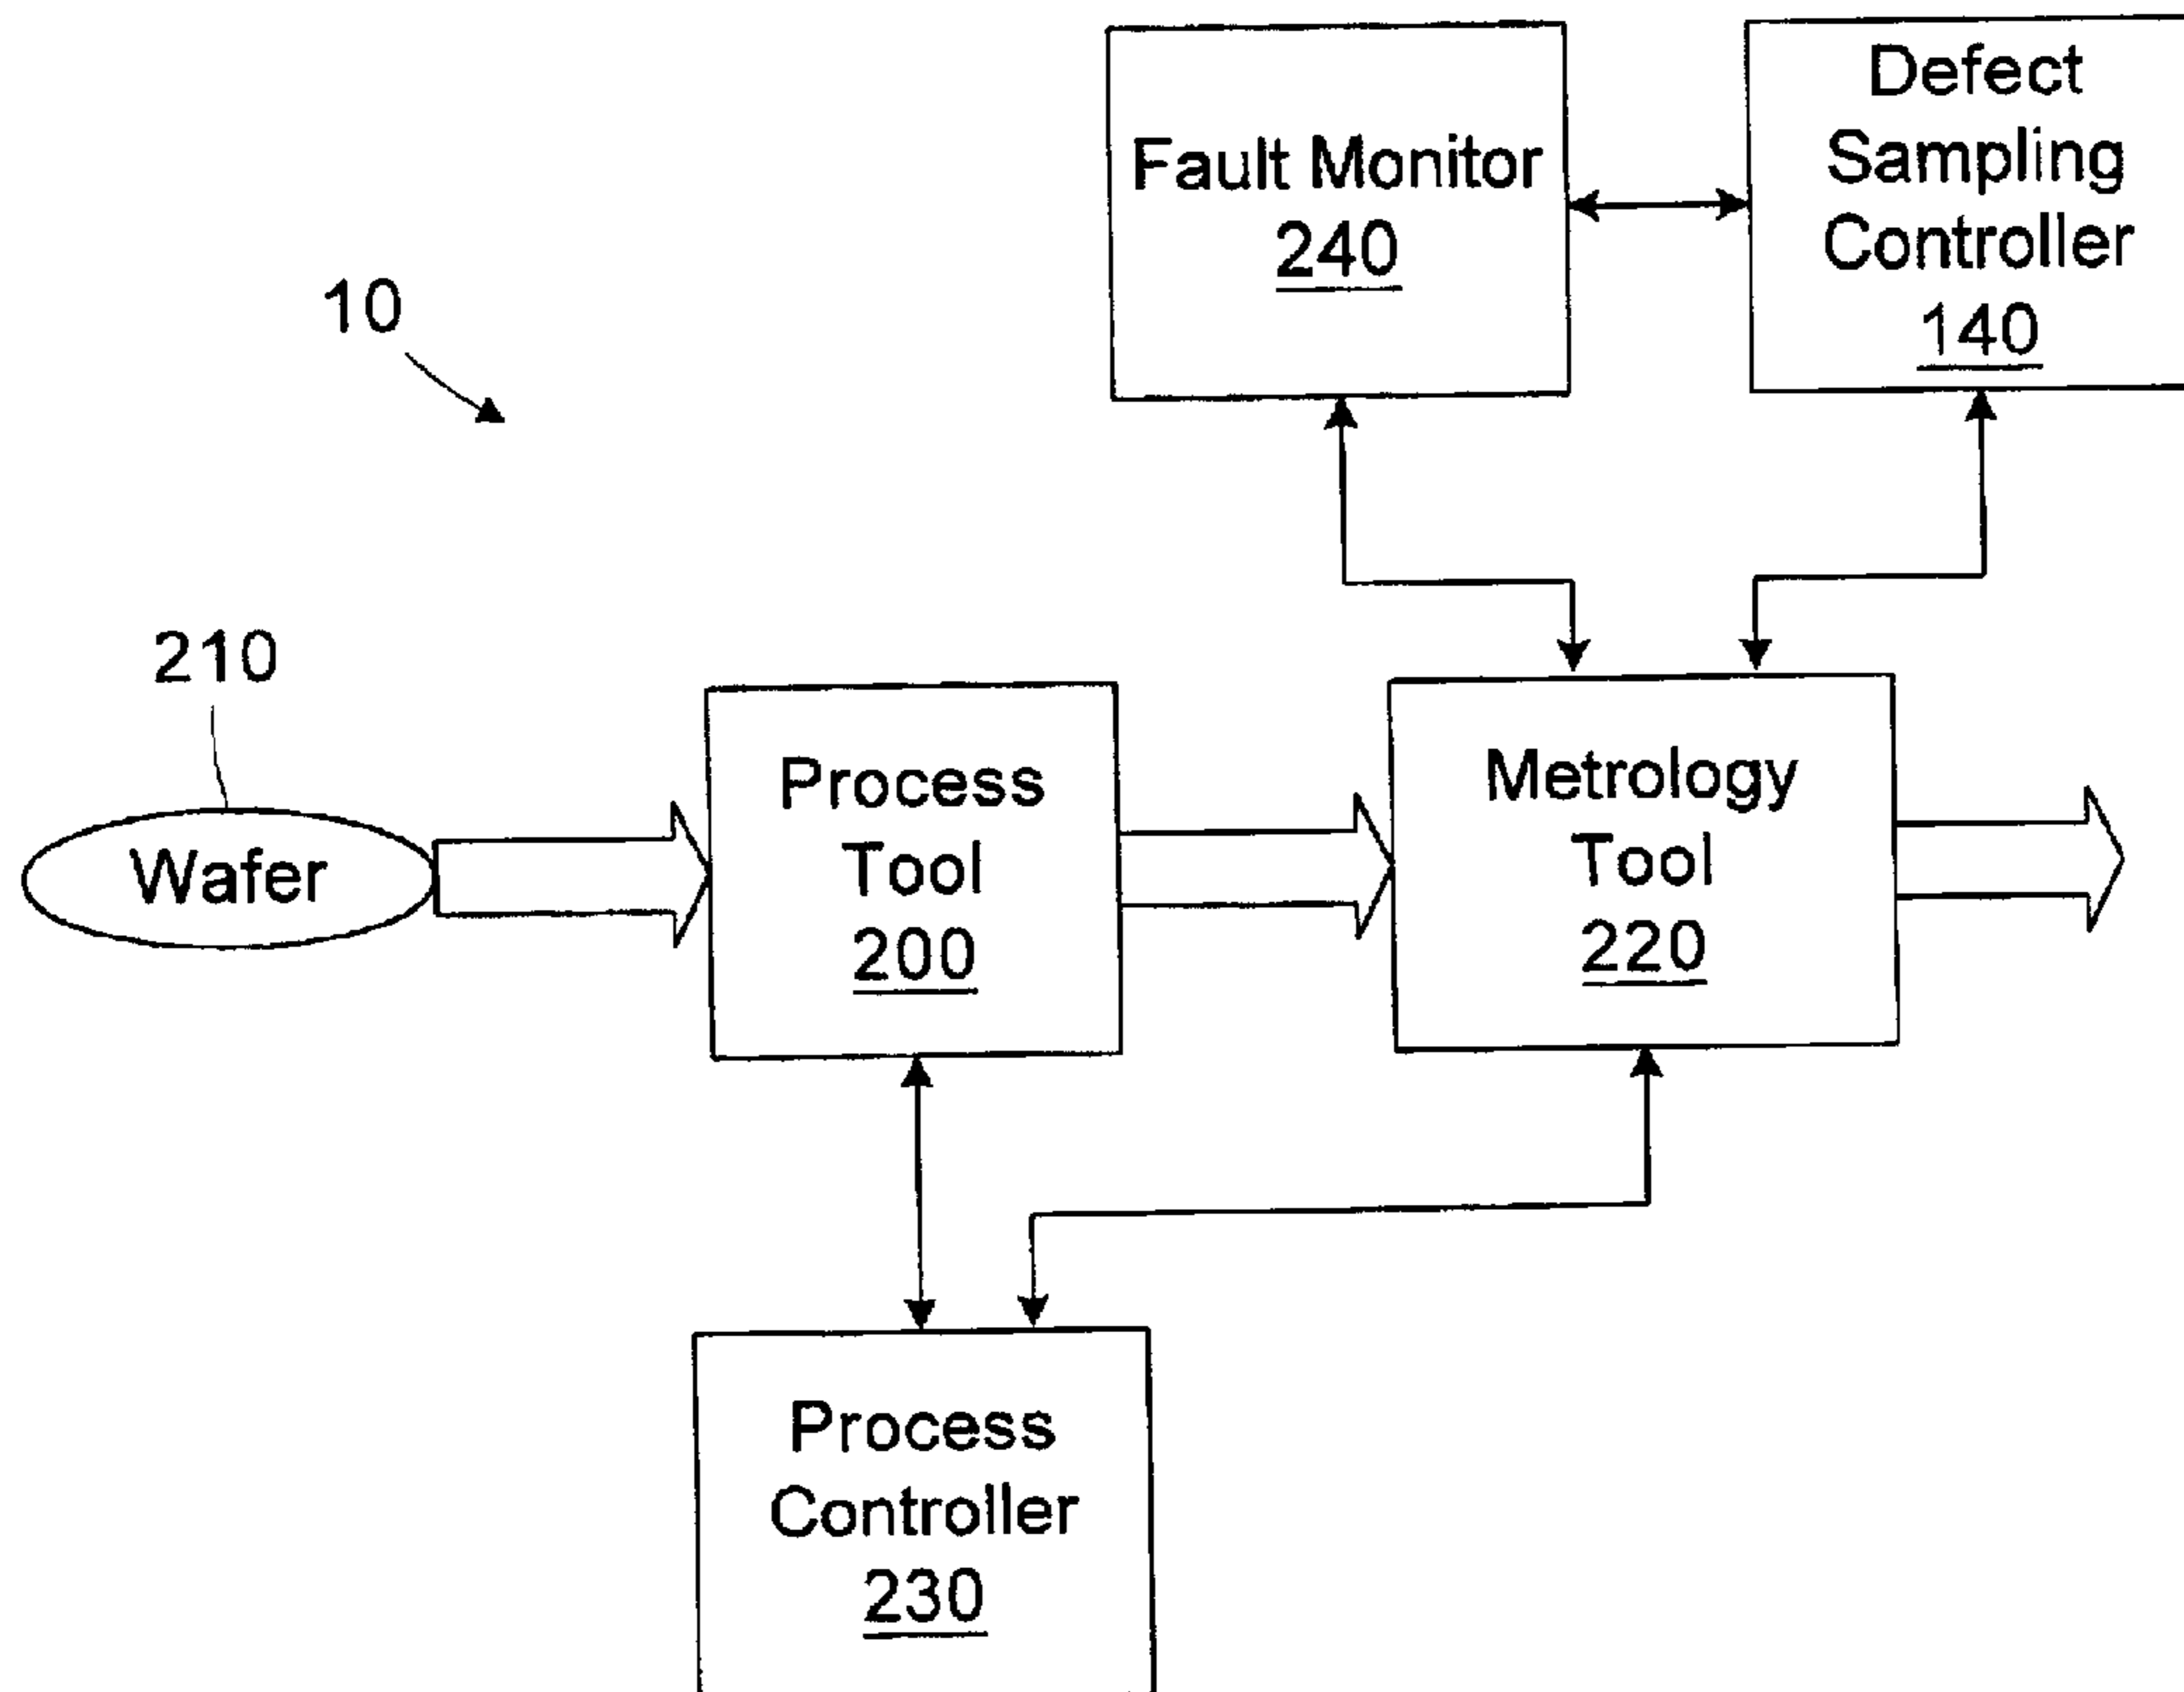 Fault Monitor
240
Defect
Sampling
Controller
140
10
210
Wafer
Process
Tool
200
Metrology
Tool
220
Process
Controller
230